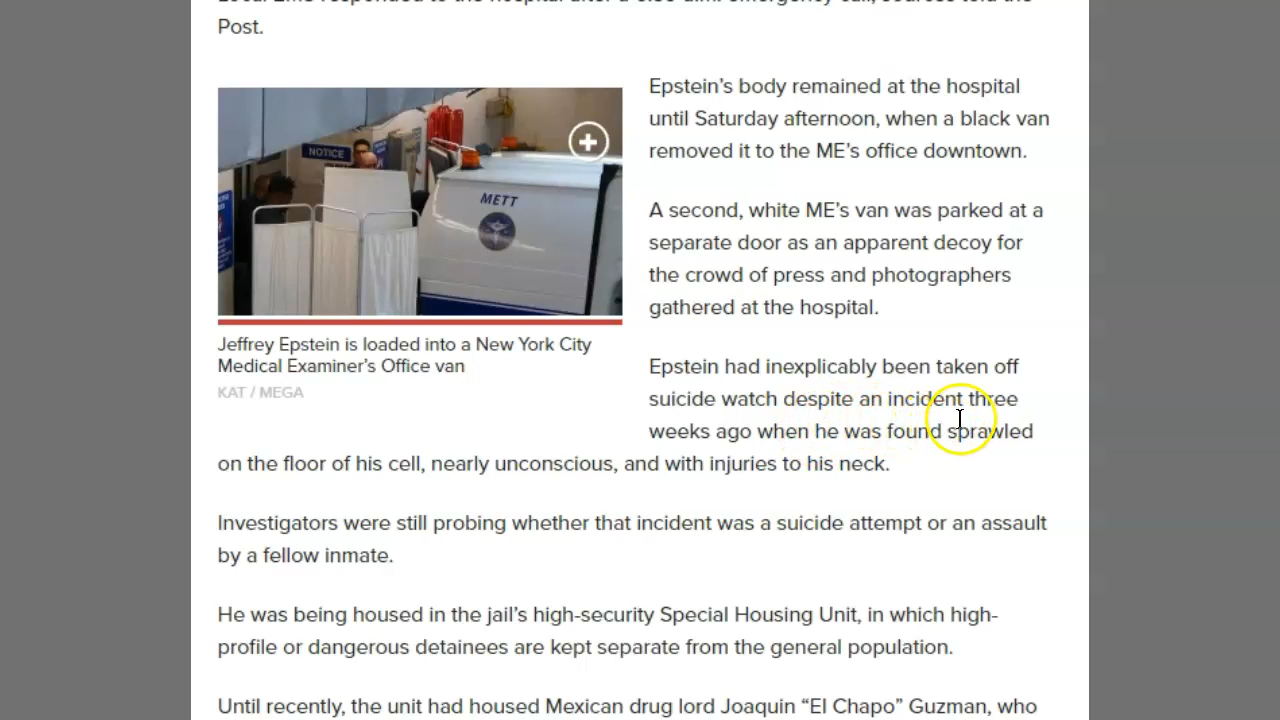 Post.
NOTICE
METT
Jeffrey Epstein is loaded into a New York City
Medical Examiner's Office van
KAT / MEGA
Epstein's body remained at the hospital
until Saturday afternoon, when a black van
removed it to the ME's office downtown.
A second, white ME's van was parked at a
separate door as an apparent decoy for
the crowd of press and photographers
gathered at the hospital.
Epstein had inexplicably been taken off
suicide watch despite an incident three
weeks ago when he was found sprawled
on the floor of his cell, nearly unconscious, and with injuries to his neck.
Investigators were still probing whether that incident was a suicide attempt or an assault
by a fellow inmate.
He was being housed in the jail's high-security Special Housing Unit, in which high-
profile or dangerous detainees are kept separate from the general population.
Until recently, the unit had housed Mexican drug lord Joaquin “El Chapo” Guzman, who